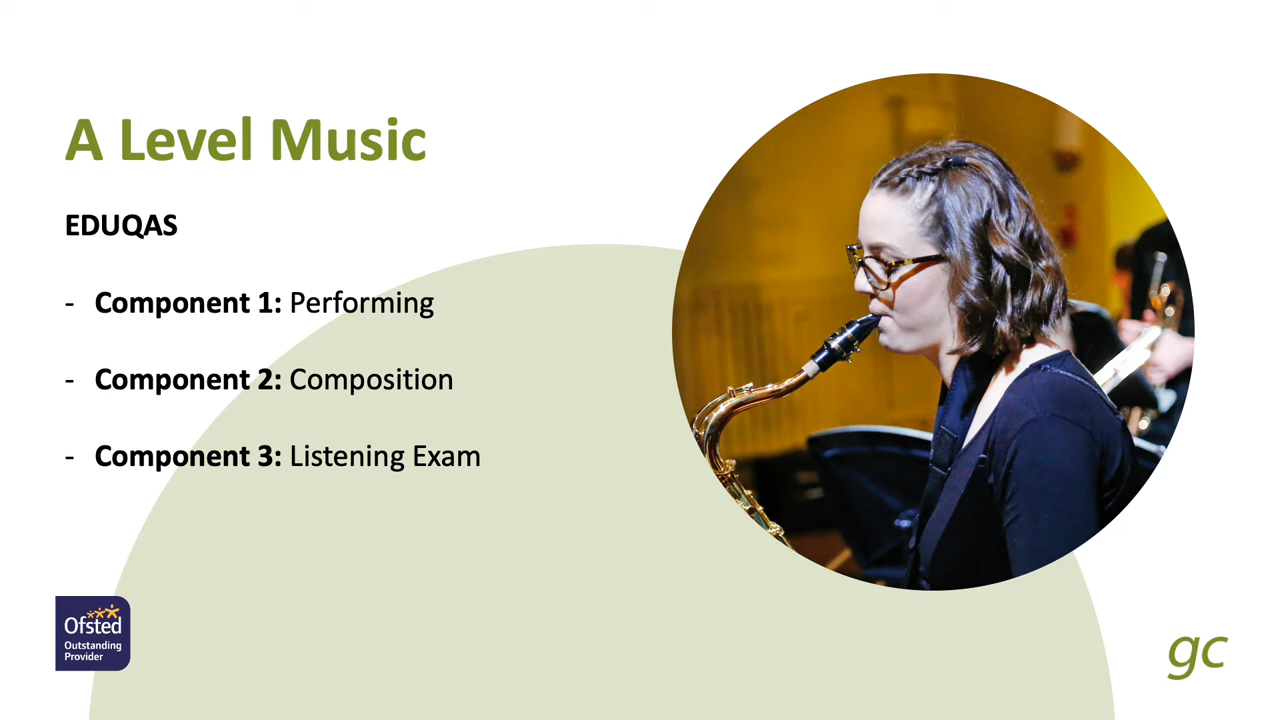 A Level Music
EDUQAS
- Component 1: Performing
- Component 2: Composition
- Component 3: Listening Exam
Ofsted
Outstanding
Provider
gc